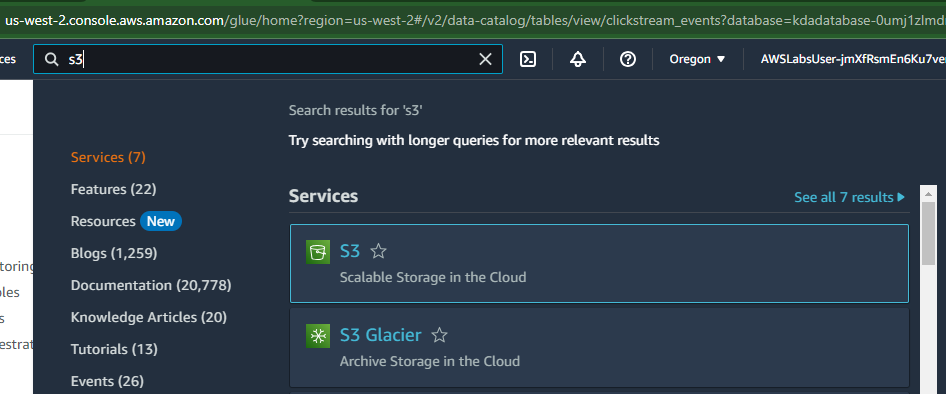 us-west-2.console.aws.amazon.com/glue/home?region=us-west-2#/v2/data-catalog/tables/view/clickstream_events?database=kdadatabase-0umj1zlmd
ces
s3
Oregon
AWSLabsUser-jmXfRsmEn6Ku7ve
Search results for 's3'
Try searching with longer queries for more relevant results
Services (7)
Features (22)
Resources New
Blogs (1,259)
Documentation (20,778)
Knowledge Articles (20)
Tutorials (13)
Events (26)
toring
bles
s
estrat
Services
See all 7 results
S3
Scalable Storage in the Cloud
S3 Glacier
Archive Storage in the Cloud